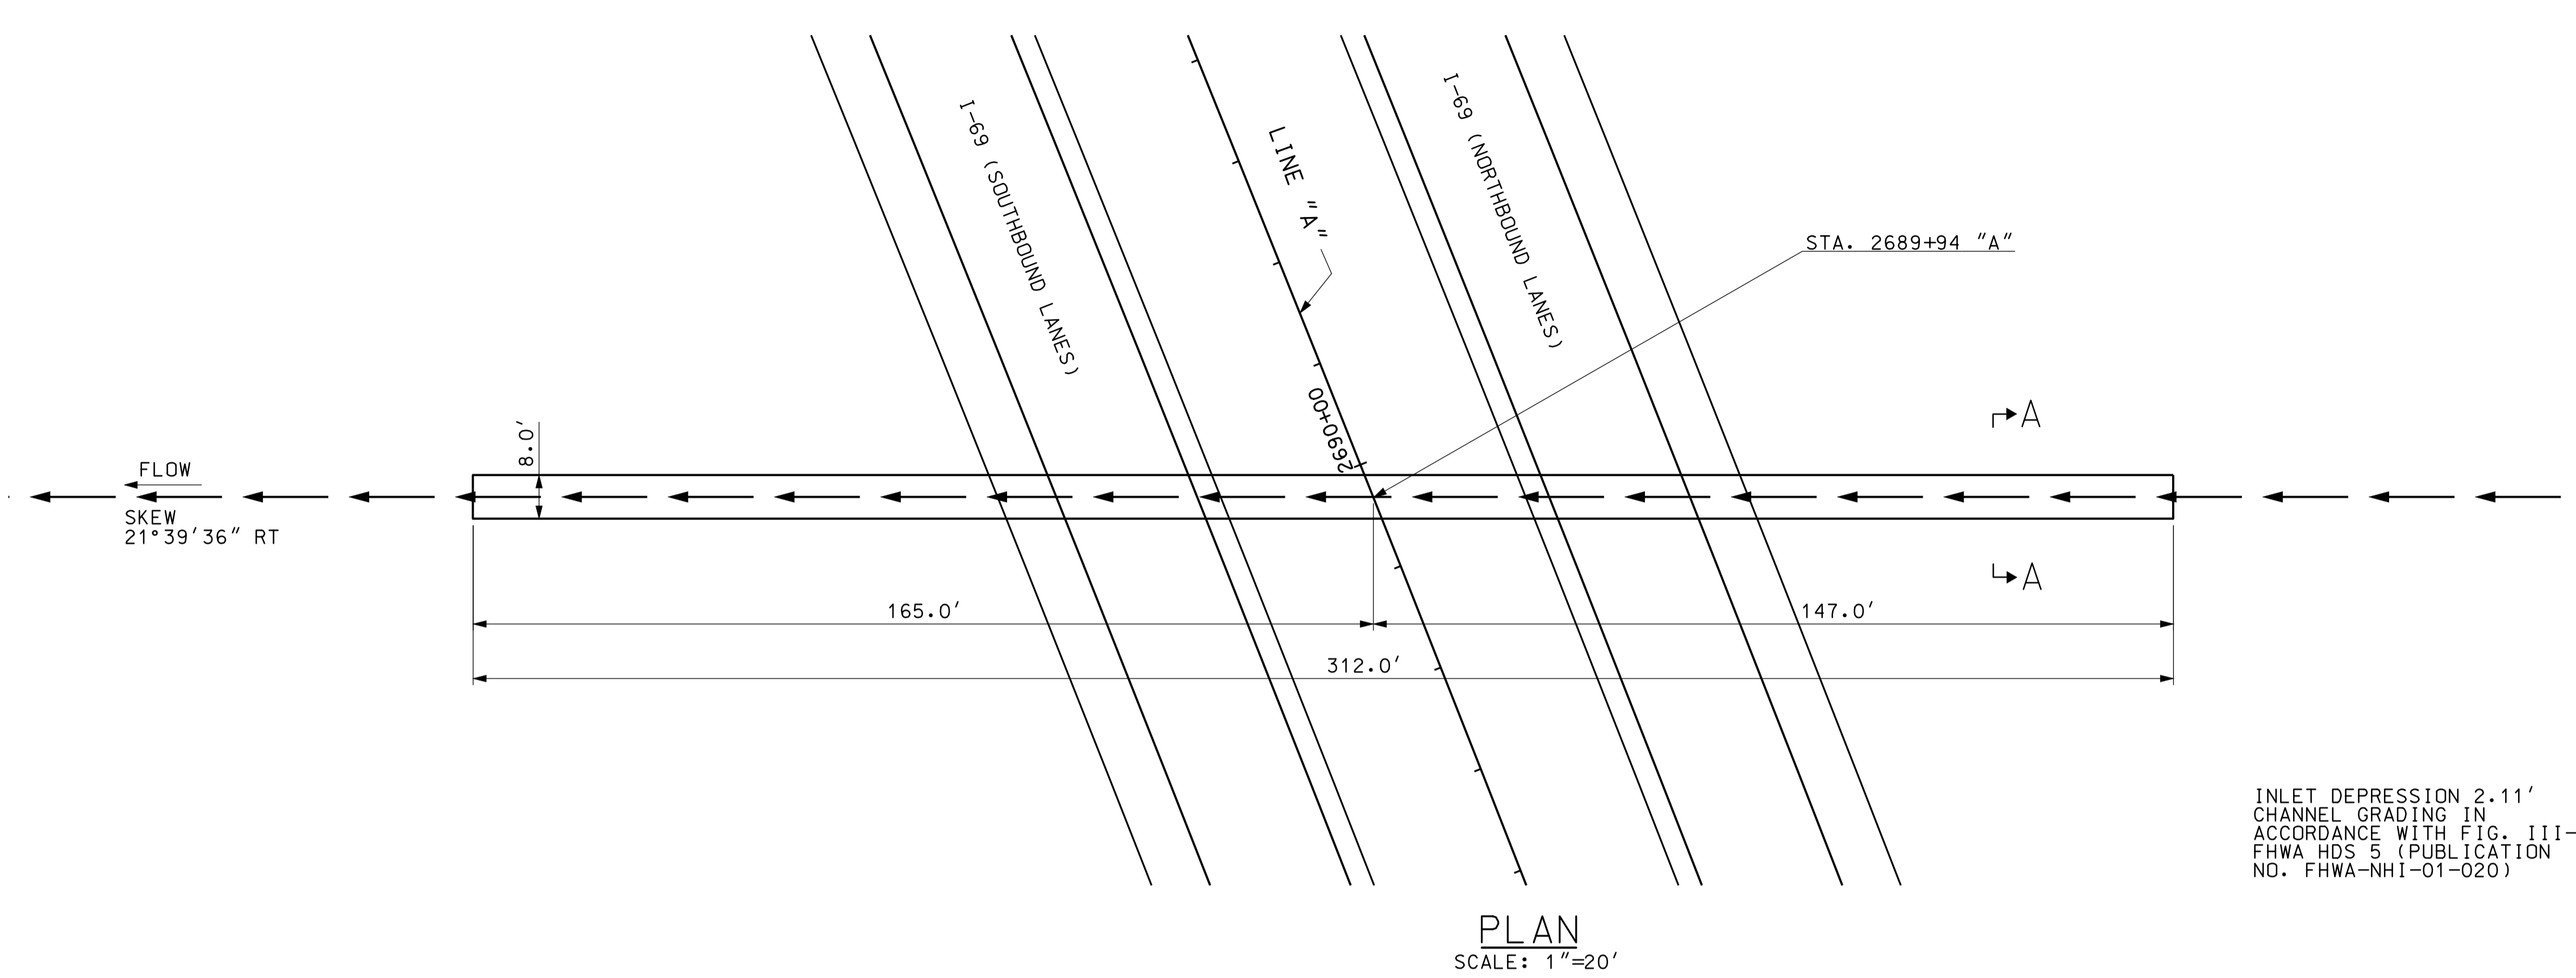 I-69 (SOUTHBOUND LANES)
LINE "A"
I-69 (NORTHBOUND LANES)
STA. 2689+94 "A"
2690+00
A
8.0'
FLOW
SKEW
21°39'36" RT
A
165.0'
147.0'
312.0'
INLET DEPRESSION 2.11'
CHANNEL GRADING IN
ACCORDANCE WITH FIG. III-
FHWA HDS 5 (PUBLICATION
NO. FHWA-NHI-01-020)
PLAN
SCALE: 1"=20'